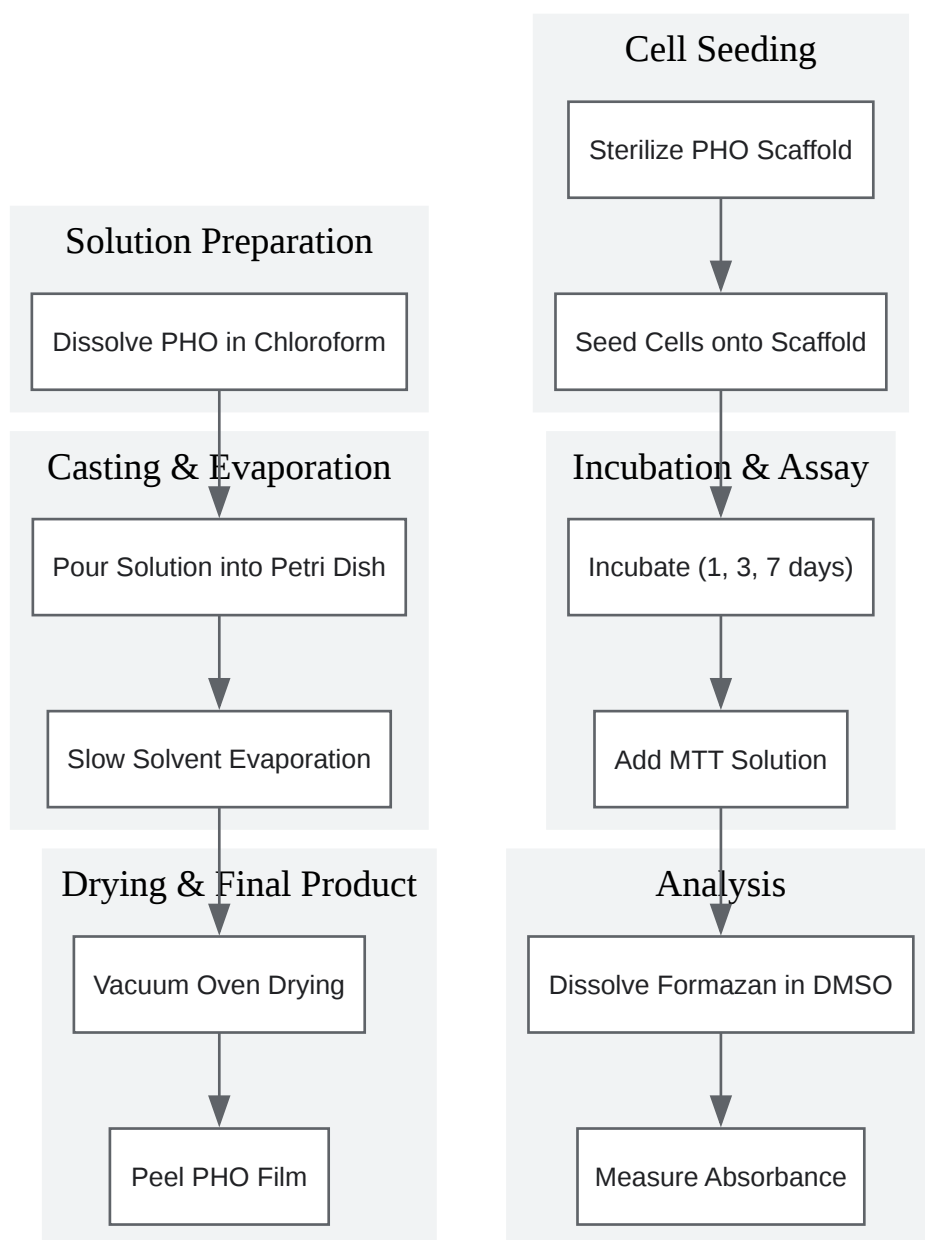 Solution Preparation
Dissolve PHO in Chloroform
Casting & Evaporation
Pour Solution into Petri Dish
Slow Solvent Evaporation
Drying & Final Product
Vacuum Oven Drying
Peel PHO Film
Cell Seeding
Sterilize PHO Scaffold
Seed Cells onto Scaffold
Incubation & Assay
Incubate (1, 3, 7 days)
Add MTT Solution
Analysis
Dissolve Formazan in DMSO
Measure Absorbance